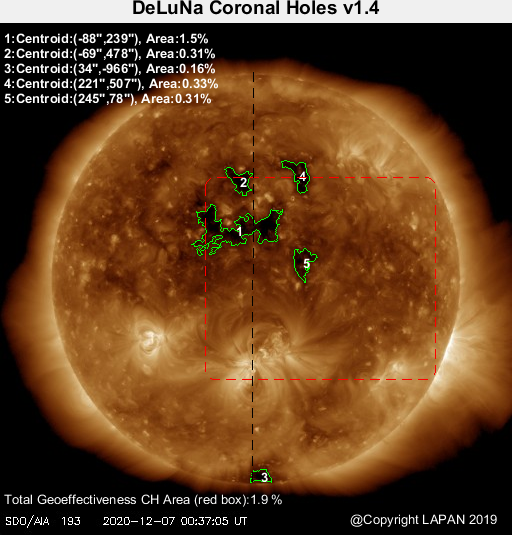 DeLuNa Coronal Holes v1.4
1:Centroid:(-88",239"), Area:1.5%
2:Centroid:(-69",478"), Area:0.31%
3:Centroid:(34",-966"), Area:0.16%
4:Centroid:(221",507"), Area:0.33%
5:Centroid:(245",78"), Area:0.31%
4
2
1
5
3
Total Geoeffectiveness CH Area (red box):1.9 %
SDO/AIA 193 2020-12-07 00:37:05 UT
@Copyright LAPAN 2019